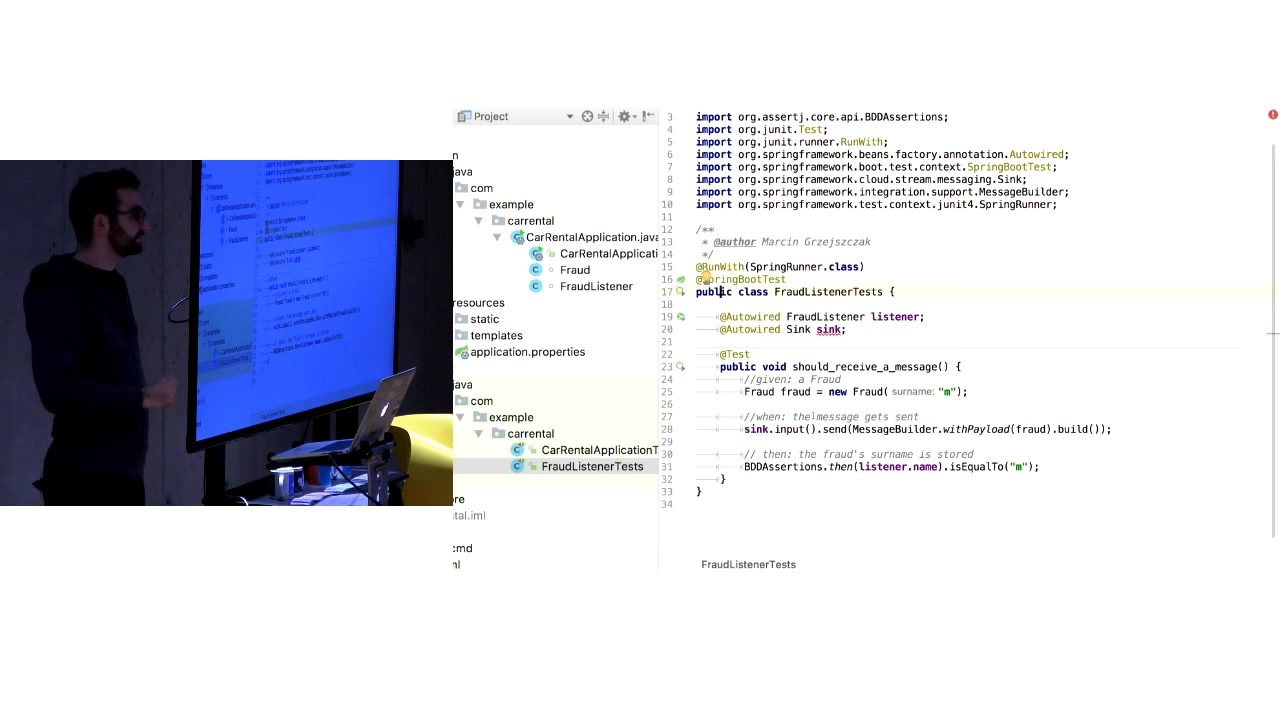 Project
n
java
com
example
carrental
CarRentalApplication.java
CarRentalApplicati
Fraud
FraudListener
resources
static
templates
application.properties
java
com
example
carrental
CarRentalApplicationT
FraudListenerTests
ore
ntal.iml
cmd
ml
3 import org.assertj.core.api.BDDAssertions;
4 import org.junit.Test;
5 import org.junit.runner.RunWith;
6 import org.springframework.beans.factory.annotation.Autowired;
7 import org.springframework.boot.test.context.SpringBootTest;
8 import org.springframework.cloud.stream.messaging.Sink;
9 import org.springframework.integration.support.MessageBuilder;
10 import org.springframework.test.context.junit4.SpringRunner;
11
12 /**
13 * @author Marcin Grzejszczak
14 */
15 @RunWith(SpringRunner.class)
16 @SpringBootTest
17 public class FraudListenerTests {
18
19 @Autowired FraudListener listener;
20 @Autowired Sink sink;
21
22 @Test
23 public void should_receive_a_message() {
24 //given: a Fraud
25 Fraud fraud = new Fraud( surname: "m");
26
27 //when: the message gets sent
28 sink.input().send(MessageBuilder.withPayload(fraud).build());
29
30 // then: the fraud's surname is stored
31 BDDAssertions.then(listener.name).isEqualTo("m");
32 }
33 }
34
FraudListenerTests